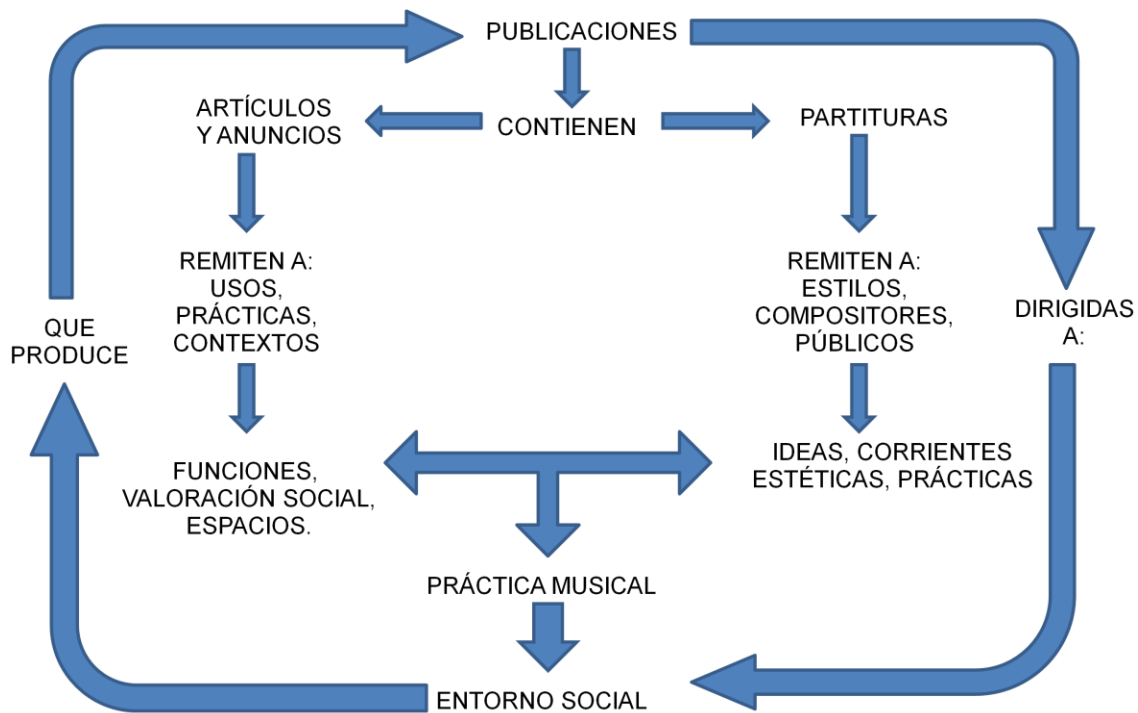 PUBLICACIONES
ARTÍCULOS
Y ANUNCIOS
CONTIENEN
PARTITURAS
REMITEN A:
USOS,
PRÁCTICAS,
CONTEXTOS
REMITEN A:
ESTILOS,
COMPOSITORES,
PÚBLICOS
DIRIGIDAS
A:
QUE
PRODUCE
FUNCIONES,
VALORACIÓN SOCIAL,
ESPACIOS.
IDEAS, CORRIENTES
ESTÉTICAS, PRÁCTICAS
PRÁCTICA MUSICAL
ENTORNO SOCIAL